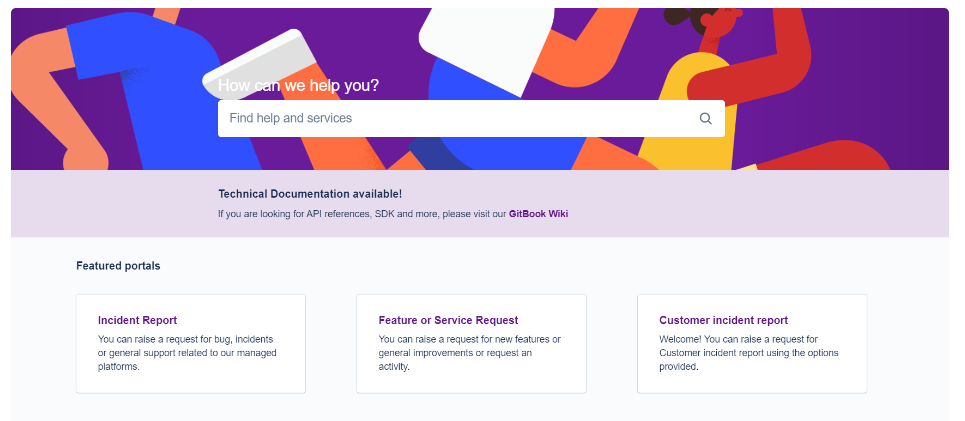 How can we help you?
Find help and services
Technical Documentation available!
If you are looking for API references, SDK and more, please visit our GitBook Wiki
Featured portals
Incident Report
You can raise a request for bug, incidents
or general support related to our managed
platforms.
Feature or Service Request
You can raise a request for new features or
general improvements or request an
activity.
Customer incident report
Welcome! You can raise a request for
Customer incident report using the options
provided.